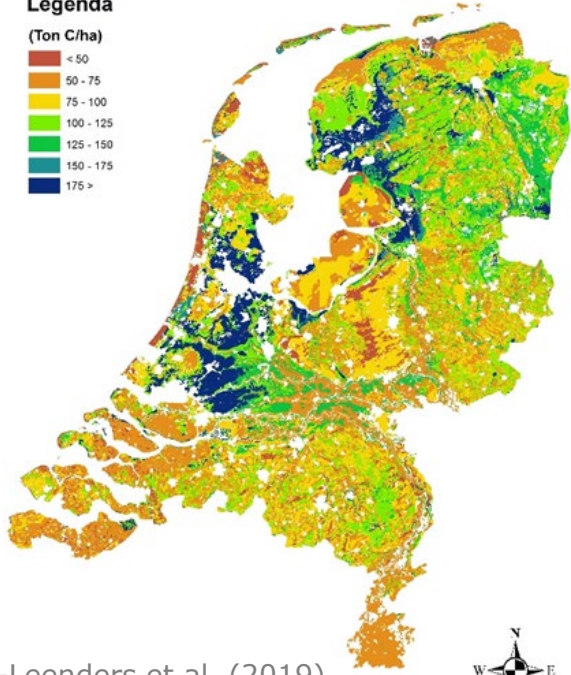 Legenda
(Ton C/ha)
< 50
50 - 75
75 - 100
100 - 125
125 - 150
150 - 175
175 >
N
W E
-Leenders et al. (2019)